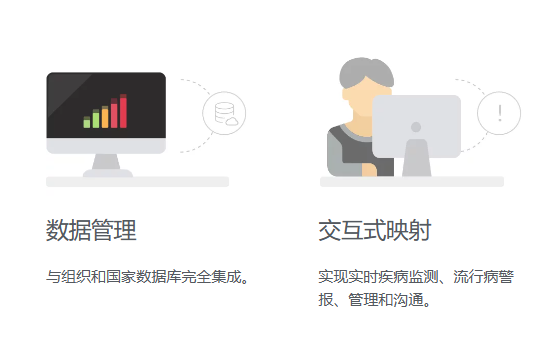 数据管理
与组织和国家数据库完全集成。
交互式映射
实现实时疾病监测、流行病警
报、管理和沟通。